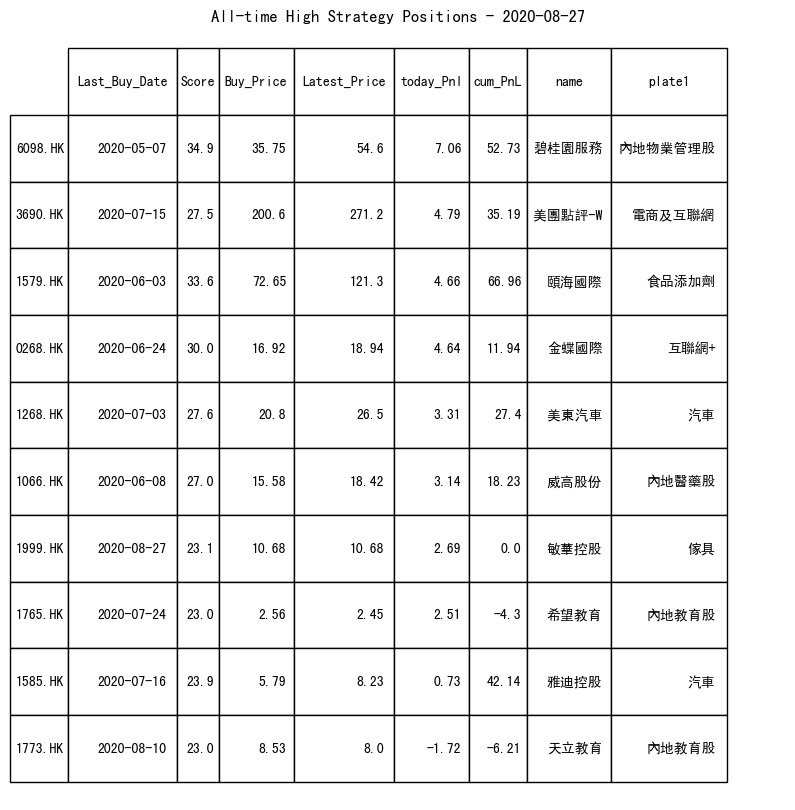 All-time High Strategy Positions - 2020-08-27
Last_Buy_Date Score Buy_Price Latest_Price today_Pnl cum_PnL name plate1
6098.HK 2020-05-07 34.9 35.75 54.6 7.06 52.73 碧桂園服務 內地物業管理股
3690.HK 2020-07-15 27.5 200.6 271.2 4.79 35.19 美團點評-W 電商及互聯網
1579.HK 2020-06-03 33.6 72.65 121.3 4.66 66.96 頤海國際 食品添加劑
0268.HK 2020-06-24 30.0 16.92 18.94 4.64 11.94 金蝶國際 互聯網+
1268.HK 2020-07-03 27.6 20.8 26.5 3.31 27.4 美東汽車 汽車
1066.HK 2020-06-08 27.0 15.58 18.42 3.14 18.23 威高股份 內地醫藥股
1999.HK 2020-08-27 23.1 10.68 10.68 2.69 0.0 敏華控股 傢具
1765.HK 2020-07-24 23.0 2.56 2.45 2.51 -4.3 希望教育 內地教育股
1585.HK 2020-07-16 23.9 5.79 8.23 0.73 42.14 雅迪控股 汽車
1773.HK 2020-08-10 23.0 8.53 8.0 -1.72 -6.21 天立教育 內地教育股